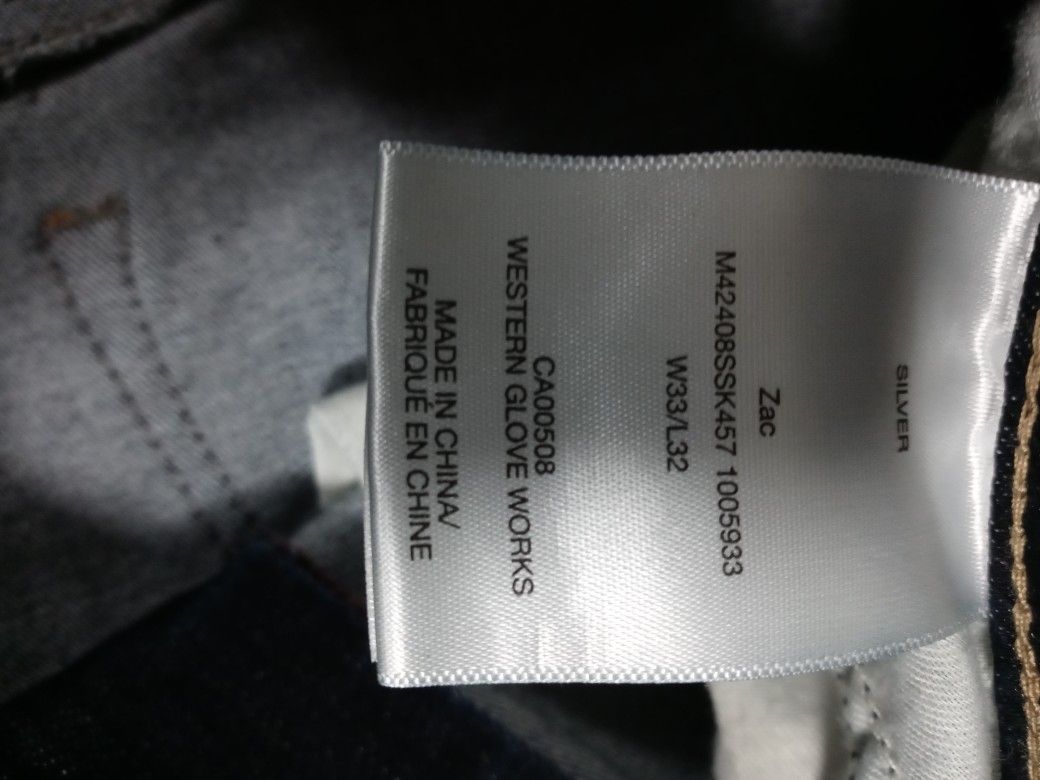 SILVER
Zac
M42408SSK457 1005933
W33/L32
CA00508
WESTERN GLOVE WORKS
MADE IN CHINA/
FABRIQUÉ EN CHINE